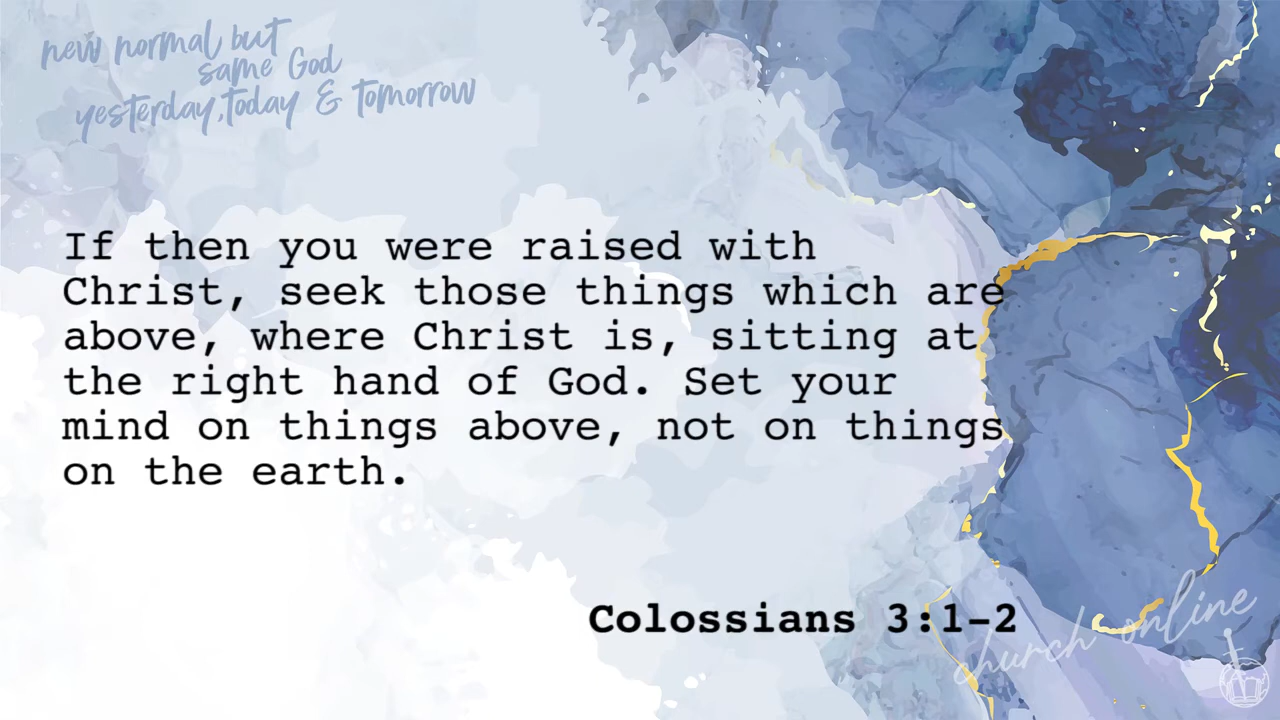 new normal but
same God
yesterday, today & tomorrow
If then you were raised with
Christ, seek those things which are
above, where Christ is, sitting at
the right hand of God. Set your
mind on things above, not on things
on the earth.
Colossians 3:1-2
church online